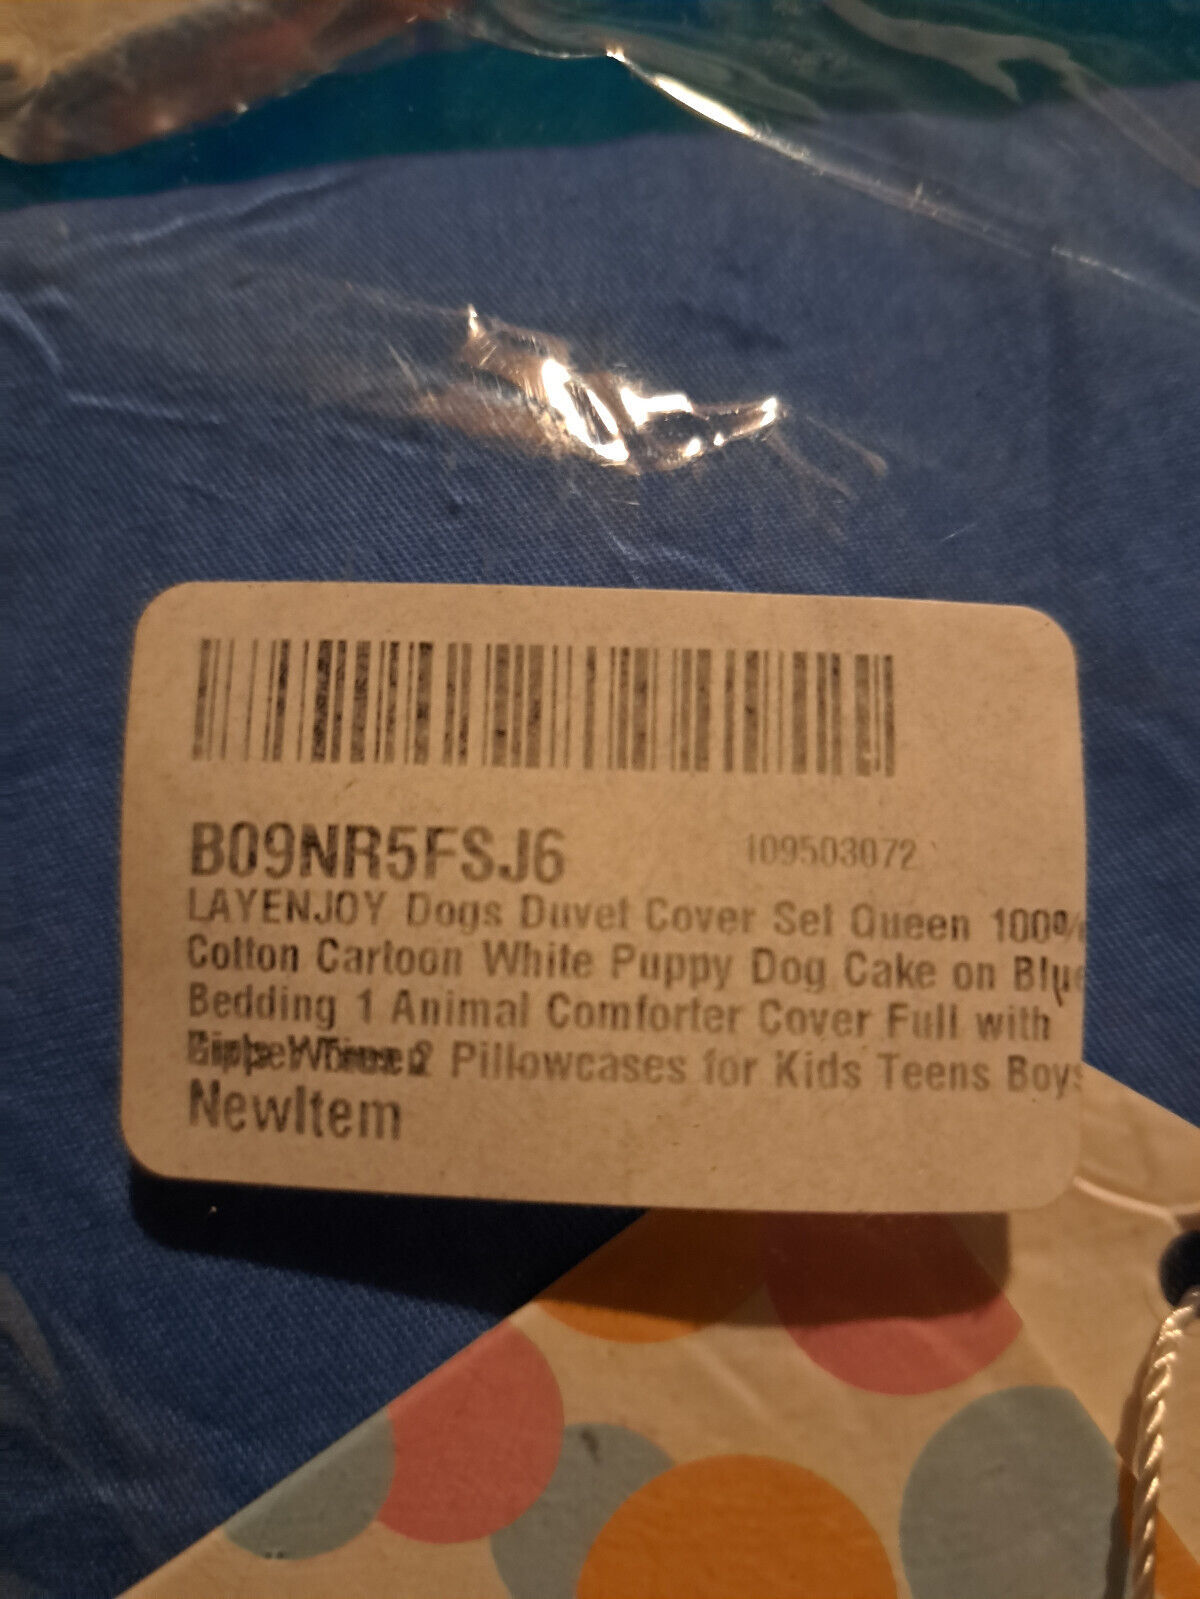 B09NR5FSJ6 109503072
LAYENJOY Dogs Duvet Cover Set Queen 100%
Cotton Cartoon White Puppy Dog Cake on Blue
Bedding 1 Animal Comforter Cover Full with
2 Pillowcases for Kids Teens Boys
NewItem